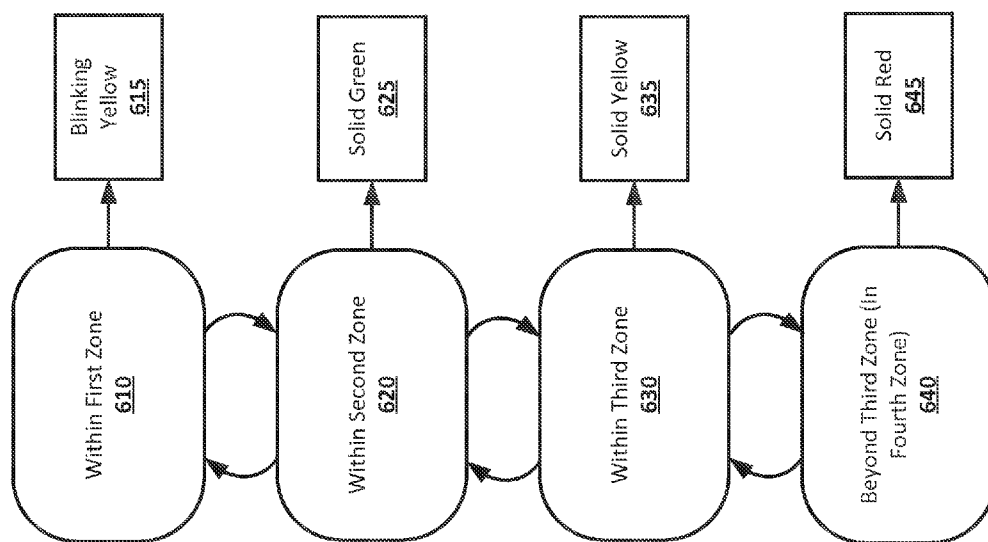 Within First Zone
610
Blinking
Yellow
615
Within Second Zone
620
Solid Green
625
Within Third Zone
630
Solid Yellow
635
Beyond Third Zone (In
Fourth Zone)
640
Solid Red
645